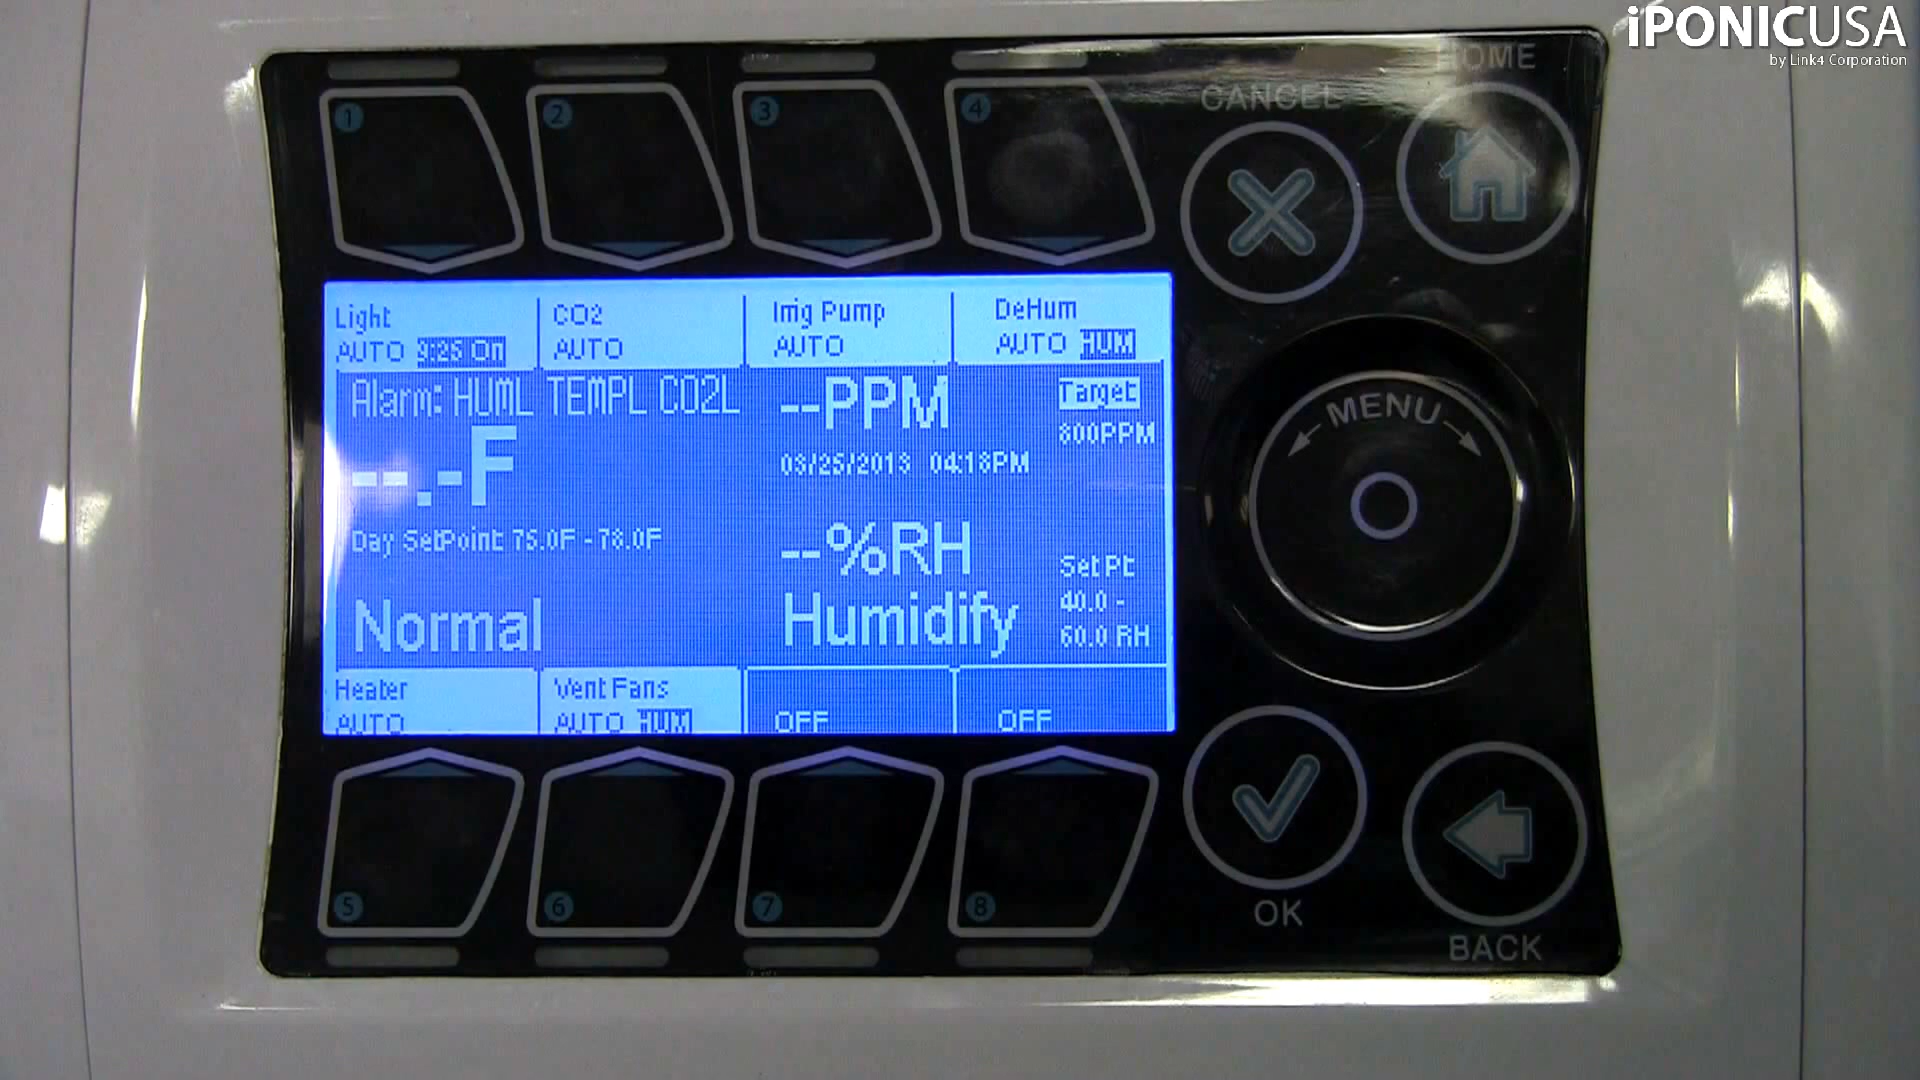 iPONICUSA
by Link4 Corporation
HOME
CANCEL
1
2
3
4
Light
AUTO On
CO2
AUTO
Irrig Pump
AUTO
DeHum
AUTO HUM
Alarm: HUML TEMPL CO2L
--PPM
Target
800PPM
--.-F
03/25/2013 04:18PM
Day SetPoint 75.0F - 78.0F
--%RH
Set Pt
40.0 -
60.0 RH
Normal
Humidify
Heater
AUTO
Vent Fans
AUTO HUM
OFF
OFF
MENU
5
6
7
8
OK
BACK